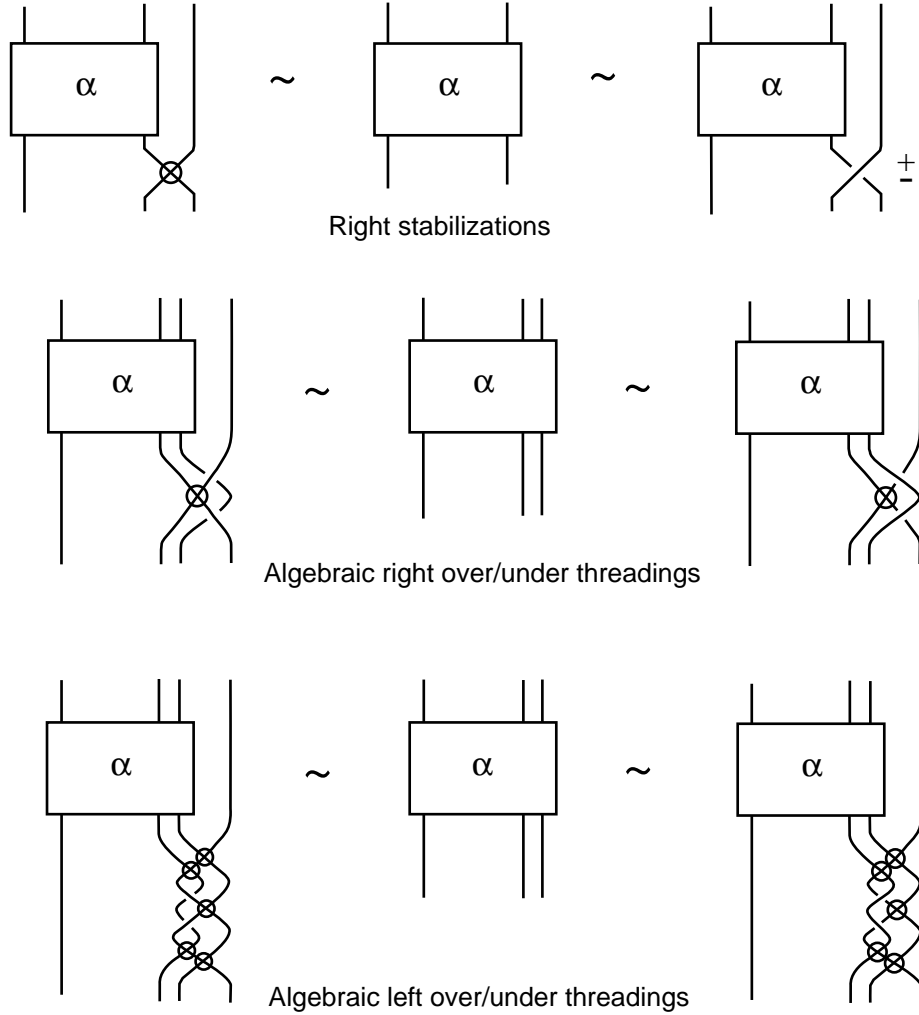 α ~ α ~ α ±
Right stabilizations
α ~ α ~ α
Algebraic right over/under threadings
α ~ α ~ α
Algebraic left over/under threadings